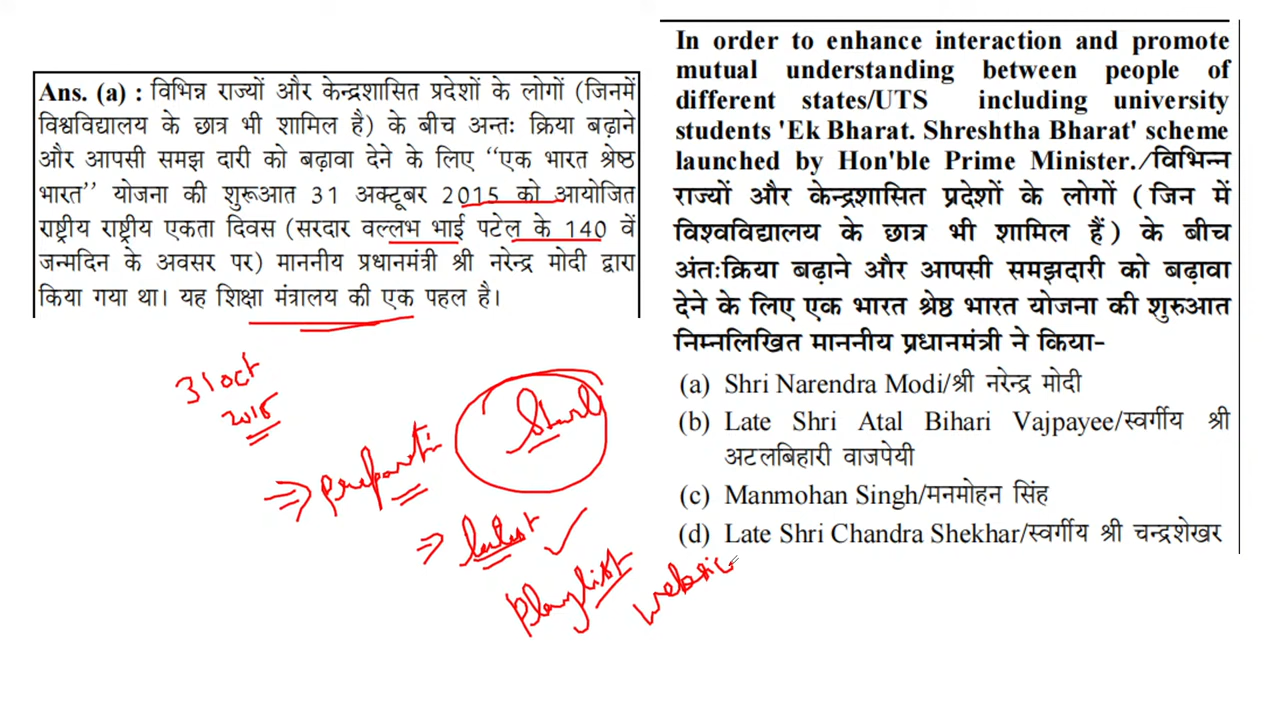 Ans. (a) : विभिन्न राज्यों और केन्द्रशासित प्रदेशों के लोगों (जिनमें
विश्वविद्यालय के छात्र भी शामिल है) के बीच अन्तः क्रिया बढ़ाने
और आपसी समझ दारी को बढ़ावा देने के लिए “एक भारत श्रेष्ठ
भारत” योजना की शुरूआत 31 अक्टूबर 2015 को आयोजित
राष्ट्रीय राष्ट्रीय एकता दिवस (सरदार वल्लभ भाई पटेल के 140 वें
जन्मदिन के अवसर पर) माननीय प्रधानमंत्री श्री नरेन्द्र मोदी द्वारा
किया गया था। यह शिक्षा मंत्रालय की एक पहल है।
31 oct
2015
⇒ preparati
⇒ latest ✓
playlist
In order to enhance interaction and promote
mutual understanding between people of
different states/UTS including university
students 'Ek Bharat. Shreshtha Bharat' scheme
launched by Hon'ble Prime Minister./विभिन्न
राज्यों और केन्द्रशासित प्रदेशों के लोगों (जिन में
विश्वविद्यालय के छात्र भी शामिल हैं) के बीच
अंतःक्रिया बढ़ाने और आपसी समझदारी को बढ़ावा
देने के लिए एक भारत श्रेष्ठ भारत योजना की शुरुआत
निम्नलिखित माननीय प्रधानमंत्री ने किया-
(a) Shri Narendra Modi/श्री नरेन्द्र मोदी
(b) Late Shri Atal Bihari Vajpayee/स्वर्गीय श्री
अटलबिहारी वाजपेयी
(c) Manmohan Singh/मनमोहन सिंह
(d) Late Shri Chandra Shekhar/स्वर्गीय श्री चन्द्रशेखर